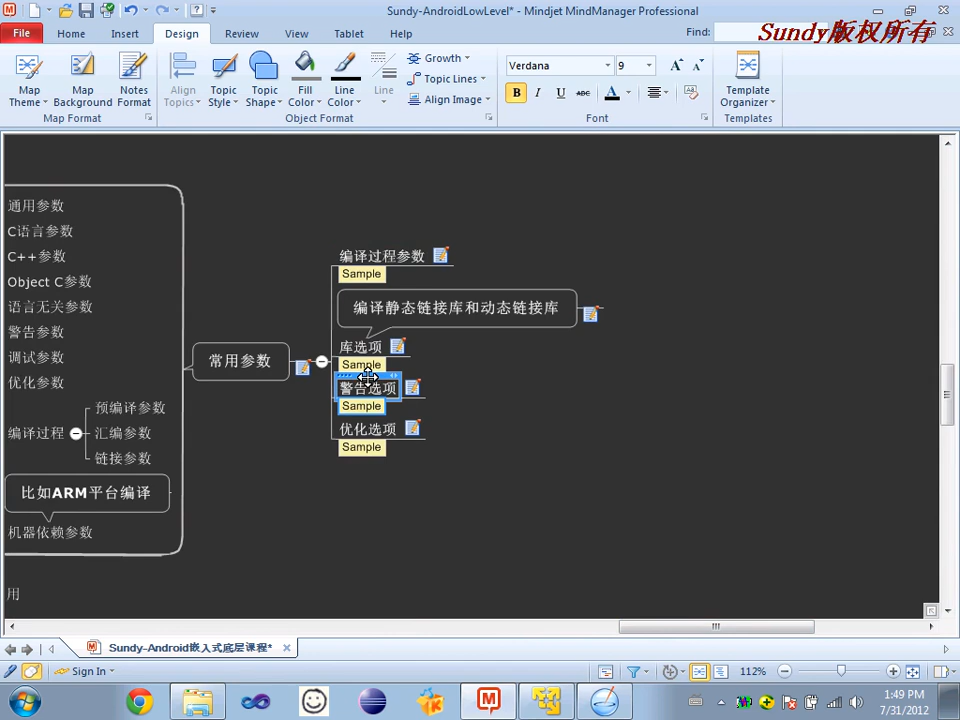 Sundy-AndroidLowLevel* - Mindjet MindManager Professional
File Home Insert Design Review View Tablet Help
Find:
Sundy版权所有
Map Theme
Map Background
Notes Format
Map Format
Align Topics
Topic Style
Topic Shape
Fill Color
Line Color
Line
Growth
Topic Lines
Align Image
Object Format
Verdana 9
B I U abc A
Font
Template Organizer
Templates
通用参数
C语言参数
C++参数
Object C参数
语言无关参数
警告参数
调试参数
优化参数
编译过程
预编译参数
汇编参数
链接参数
比如ARM平台编译
机器依赖参数
用
常用参数
编译过程参数
Sample
编译静态链接库和动态链接库
库选项
Sample
警告选项
Sample
优化选项
Sample
Sundy-Android嵌入式底层课程*
Sign In
112%
1:49 PM
7/31/2012